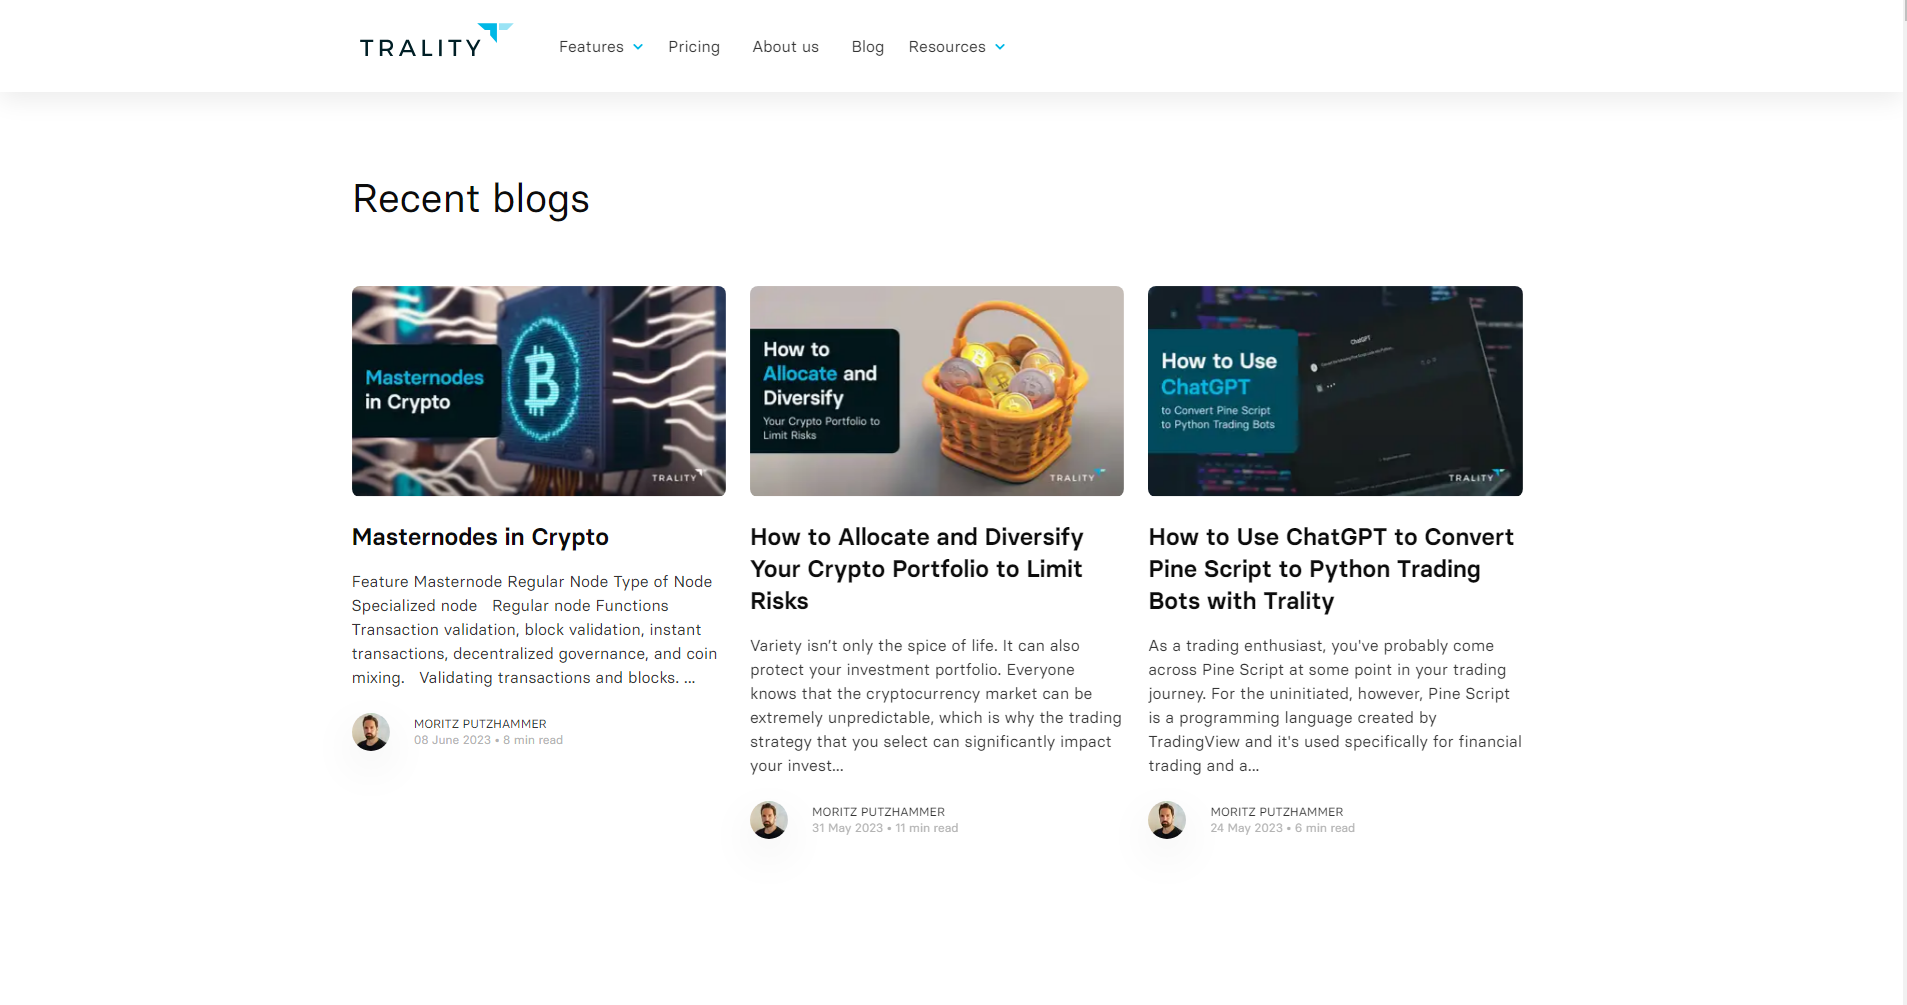 TRALITY
Features
Pricing
About us
Blog
Resources
Recent blogs
Masternodes
in Crypto
TRALITY
How to
Allocate and
Diversify
Your Crypto Portfolio to
Limit Risks
TRALITY
ChatGPT
How to Use
ChatGPT
to Convert Pine Script
to Python Trading Bots
TRALITY
Masternodes in Crypto
Feature Masternode Regular Node Type of Node
Specialized node Regular node Functions
Transaction validation, block validation, instant
transactions, decentralized governance, and coin
mixing. Validating transactions and blocks. ...
MORITZ PUTZHAMMER
08 June 2023 • 8 min read
How to Allocate and Diversify
Your Crypto Portfolio to Limit
Risks
Variety isn’t only the spice of life. It can also
protect your investment portfolio. Everyone
knows that the cryptocurrency market can be
extremely unpredictable, which is why the trading
strategy that you select can significantly impact
your invest...
MORITZ PUTZHAMMER
31 May 2023 • 11 min read
How to Use ChatGPT to Convert
Pine Script to Python Trading
Bots with Trality
As a trading enthusiast, you've probably come
across Pine Script at some point in your trading
journey. For the uninitiated, however, Pine Script
is a programming language created by
TradingView and it's used specifically for financial
trading and a...
MORITZ PUTZHAMMER
24 May 2023 • 6 min read